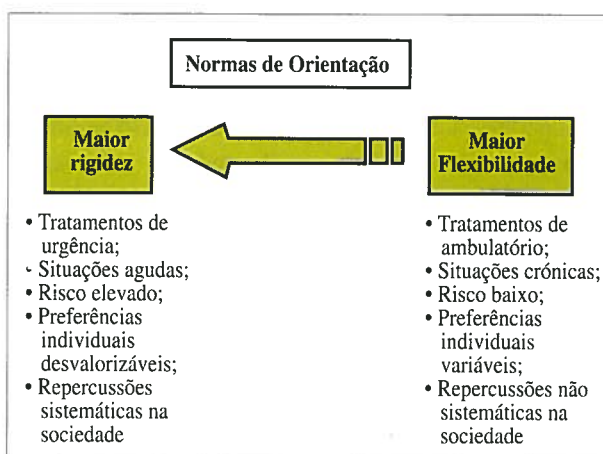 Normas de Orientação
Maior
rigidez
• Tratamentos de
urgência;
• Situações agudas;
• Risco elevado;
• Preferências
individuais
desvalorizáveis;
• Repercussões
sistemáticas na
sociedade
Maior
Flexibilidade
• Tratamentos de
ambulatório;
• Situações crónicas;
• Risco baixo;
• Preferências
individuais
variáveis;
• Repercussões não
sistemáticas na
sociedade